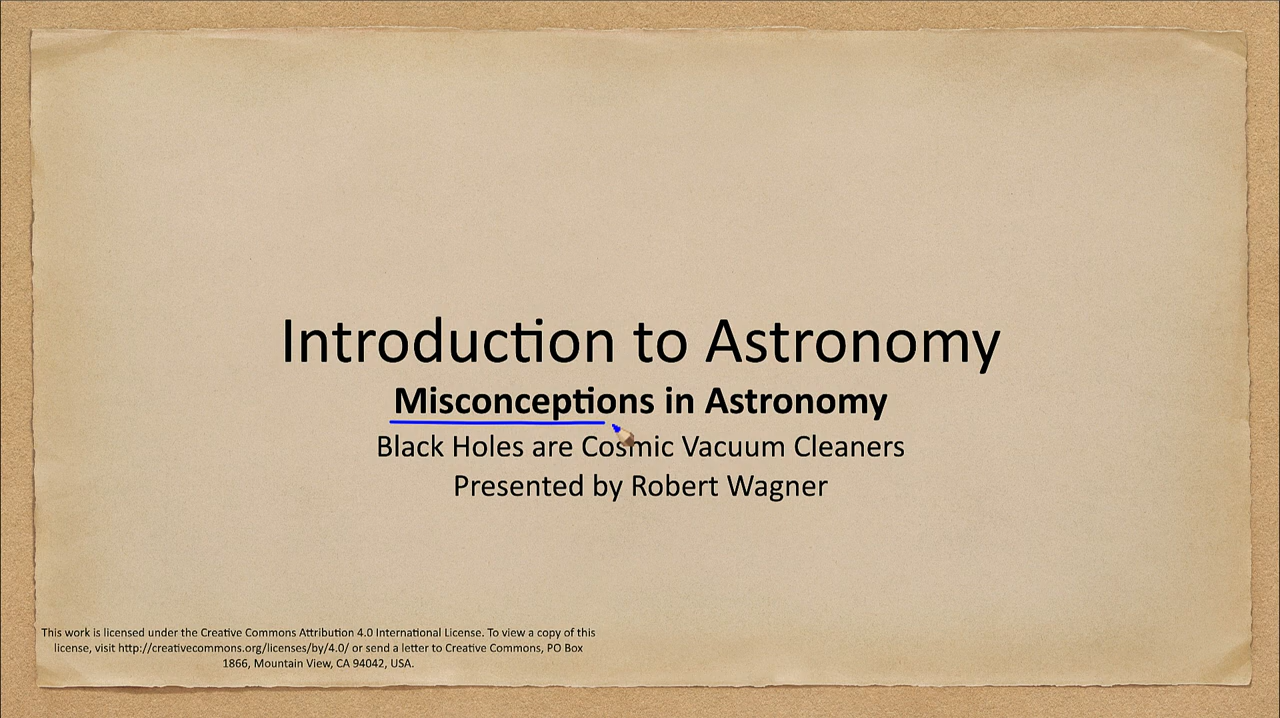 Introduction to Astronomy
Misconceptions in Astronomy
Black Holes are Cosmic Vacuum Cleaners
Presented by Robert Wagner
This work is licensed under the Creative Commons Attribution 4.0 International License. To view a copy of this
license, visit http://creativecommons.org/licenses/by/4.0/ or send a letter to Creative Commons, PO Box
1866, Mountain View, CA 94042, USA.